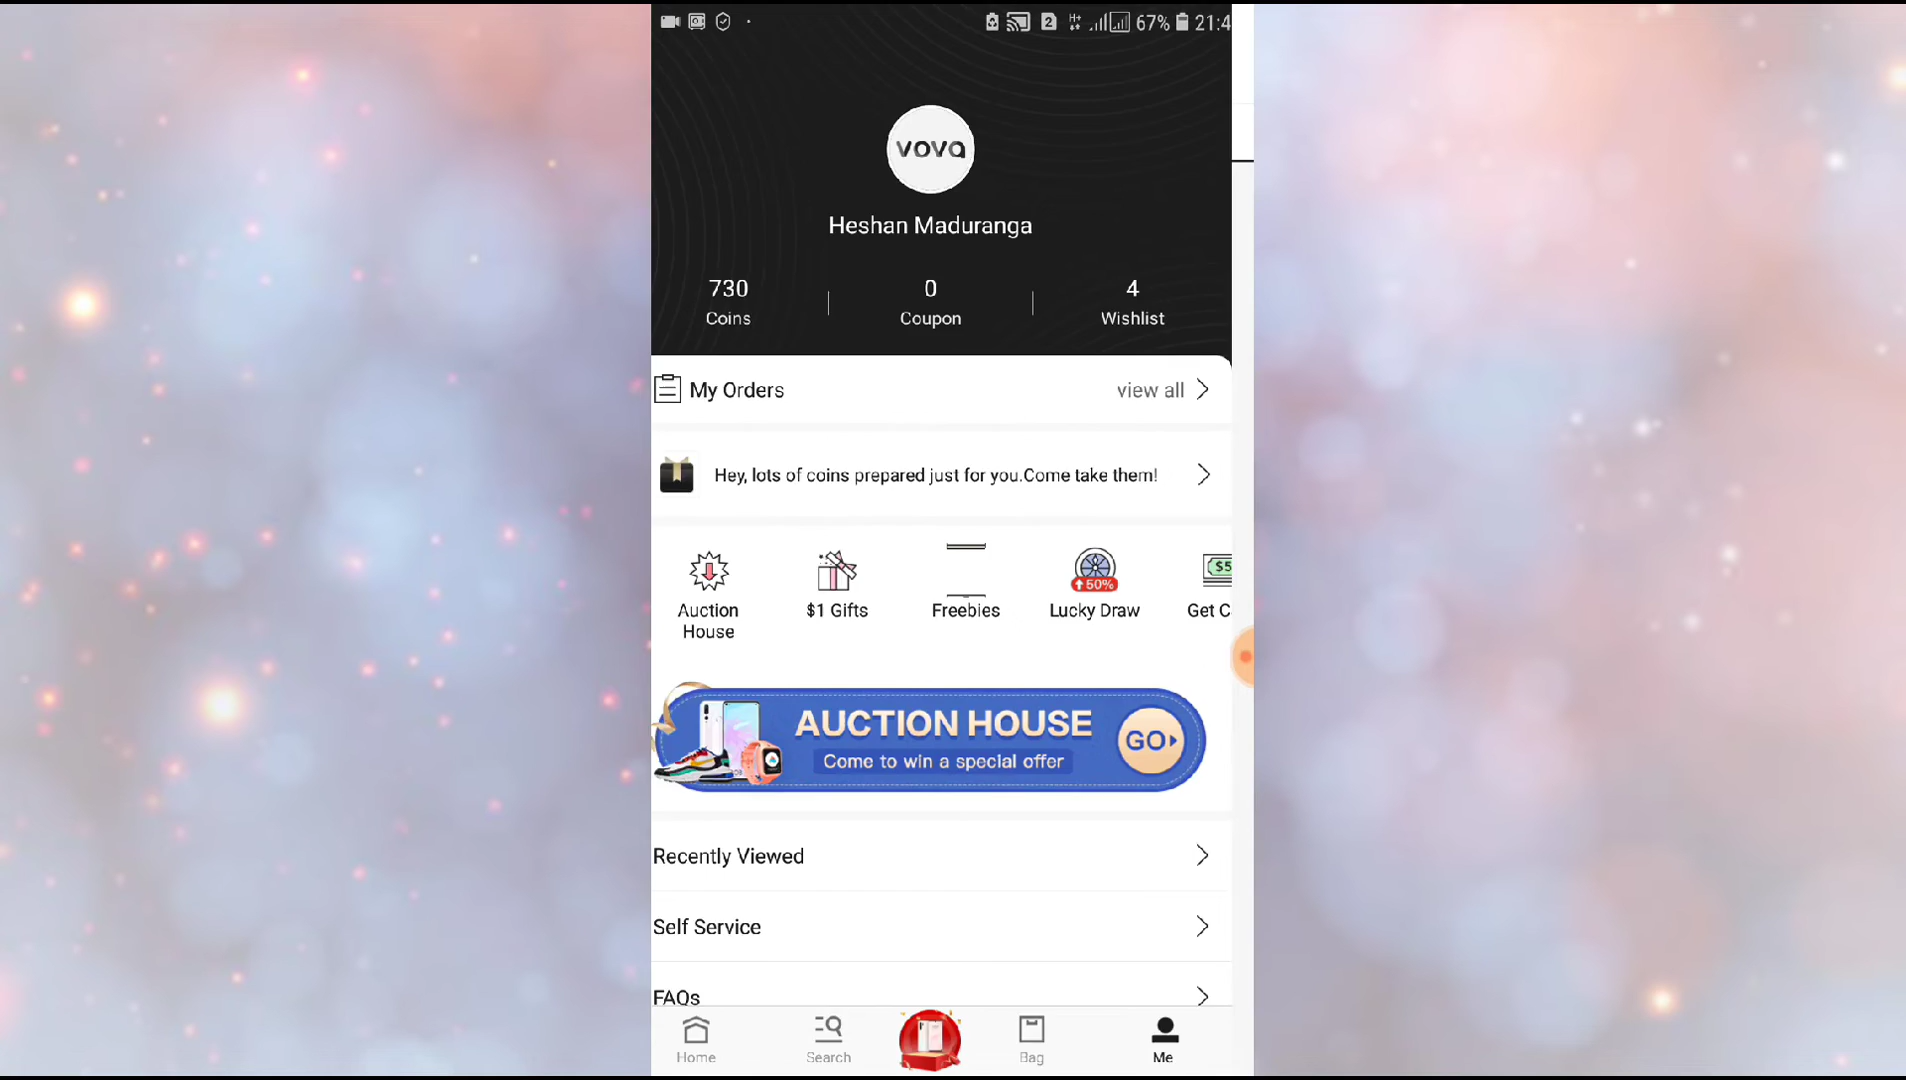 2 H+ 67% 21:4
vova
Heshan Maduranga
730 0 4
Coins Coupon Wishlist
My Orders view all
Hey, lots of coins prepared just for you.Come take them!
$5
50%
Auction House
$1 Gifts
Freebies
Lucky Draw
Get C
AUCTION HOUSE
Come to win a special offer
GO
Recently Viewed
Self Service
FAQs
Home Search Bag Me